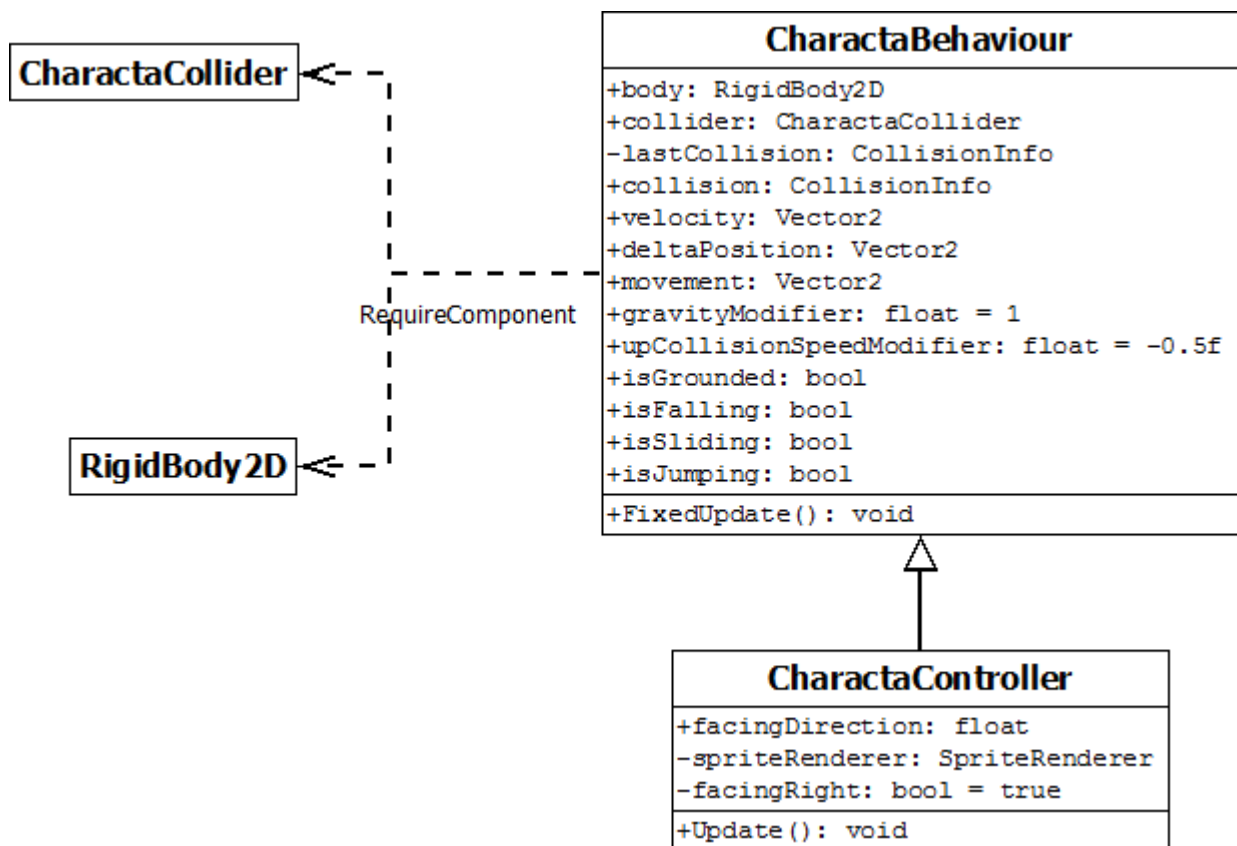 CharactaCollider
RequireComponent
RigidBody2D
CharactaBehaviour
+body: RigidBody2D
+collider: CharactaCollider
-lastCollision: CollisionInfo
+collision: CollisionInfo
+velocity: Vector2
+deltaPosition: Vector2
+movement: Vector2
+gravityModifier: float = 1
+upCollisionSpeedModifier: float = -0.5f
+isGrounded: bool
+isFalling: bool
+isSliding: bool
+isJumping: bool
+FixedUpdate(): void
CharactaController
+facingDirection: float
-spriteRenderer: SpriteRenderer
-facingRight: bool = true
+Update(): void